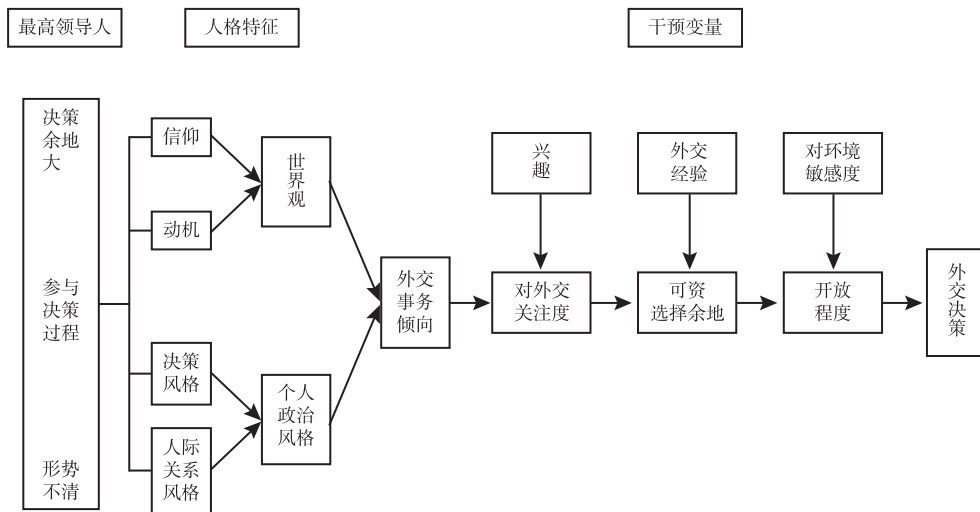 最高领导人
人格特征
干预变量
决策
余地
大
参与
决策
过程
形势
不清
信仰
动机
决策
风格
人际
关系
风格
世
界
观
个人
政治
风格
外交
事务
倾向
兴
趣
对外交
关注度
外交
经验
可资
选择余地
对环境
敏感度
开放
程度
外
交
决
策